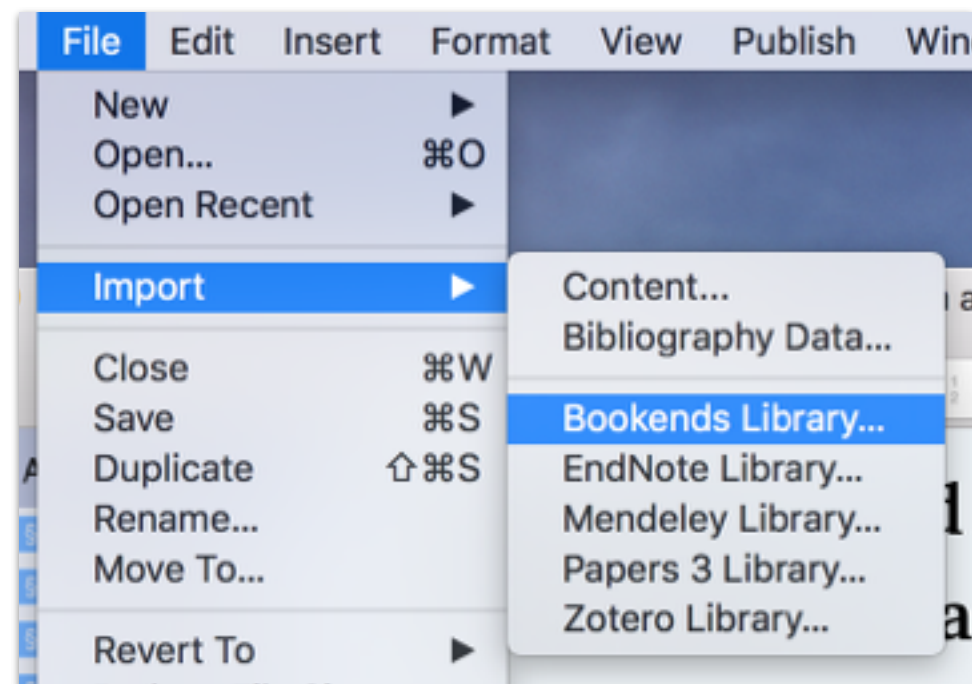 File Edit Insert Format View Publish Win
New ▶
Open... ⌘O
Open Recent ▶
Import ▶
Close ⌘W
Save ⌘S
Duplicate ⇧⌘S
Rename...
Move To...
Revert To ▶
Content...
Bibliography Data...
Bookends Library...
EndNote Library...
Mendeley Library...
Papers 3 Library...
Zotero Library...